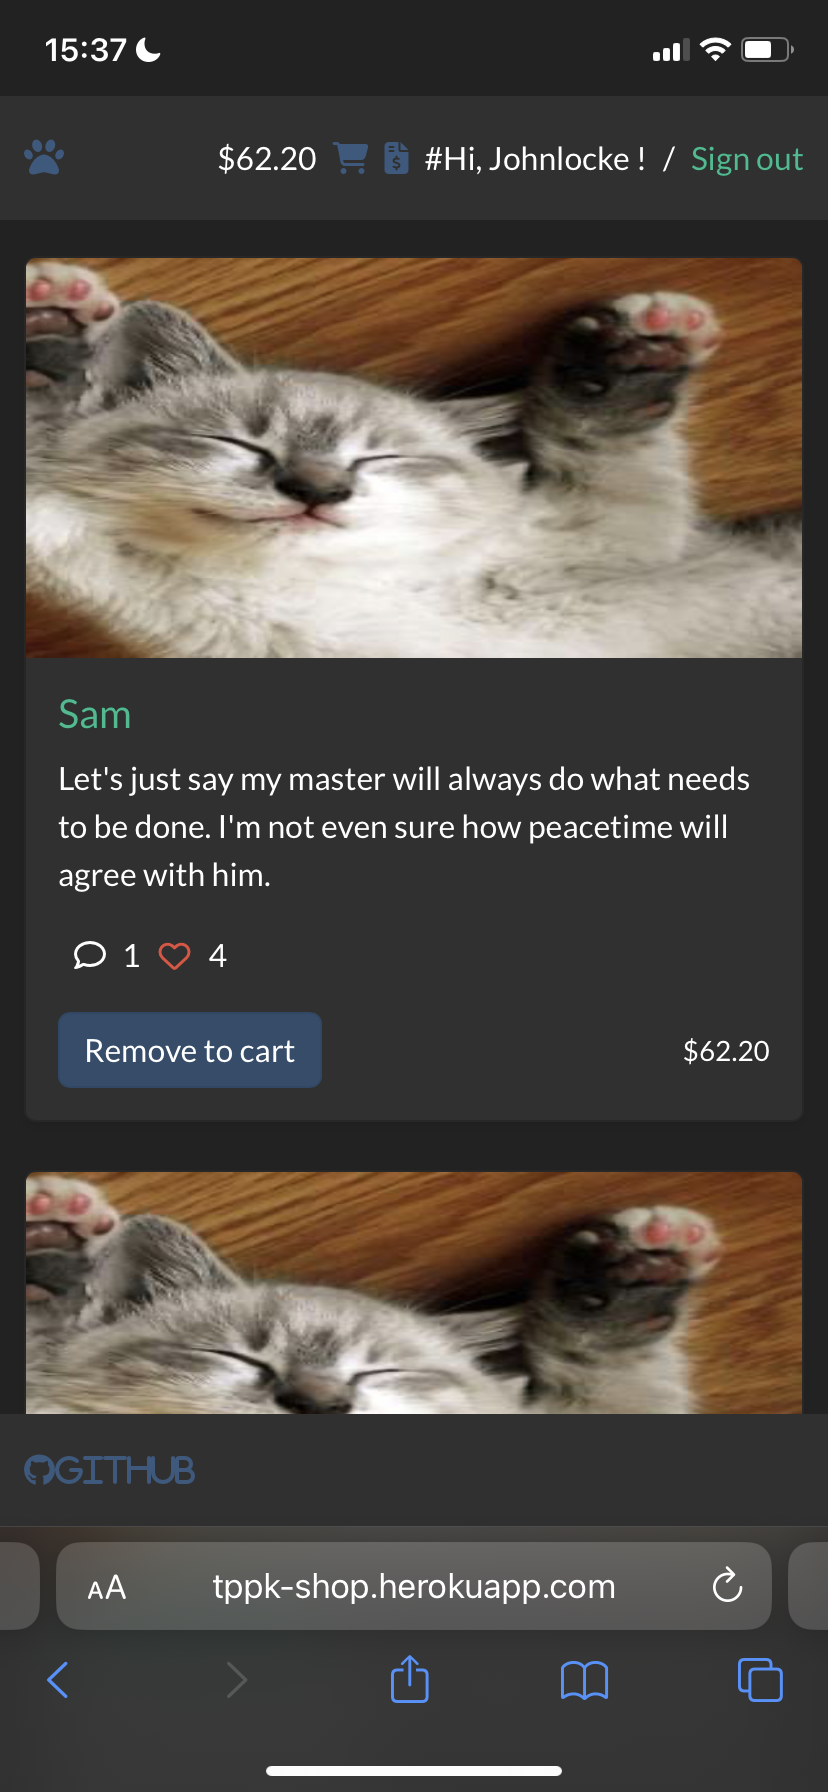 15:37
$62.20 $ #Hi, Johnlocke ! / Sign out
Sam
Let's just say my master will always do what needs
to be done. I'm not even sure how peacetime will
agree with him.
1 4
Remove to cart $62.20
GITHUB
AA tppk-shop.herokuapp.com